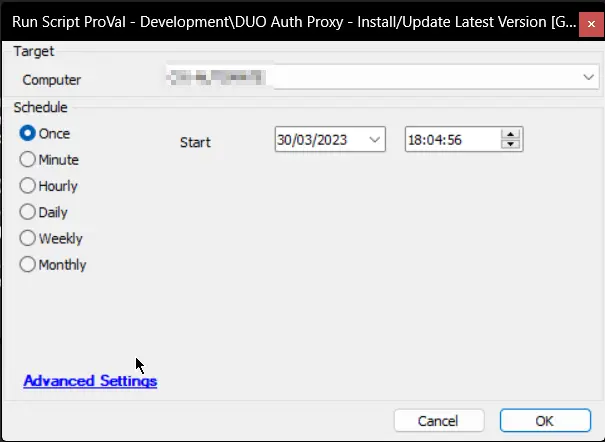 Run Script ProVal - Development\DUO Auth Proxy - Install/Update Latest Version [G...
Target
Computer
Schedule
Once
Start
30/03/2023
18:04:56
Minute
Hourly
Daily
Weekly
Monthly
Advanced Settings
Cancel
OK